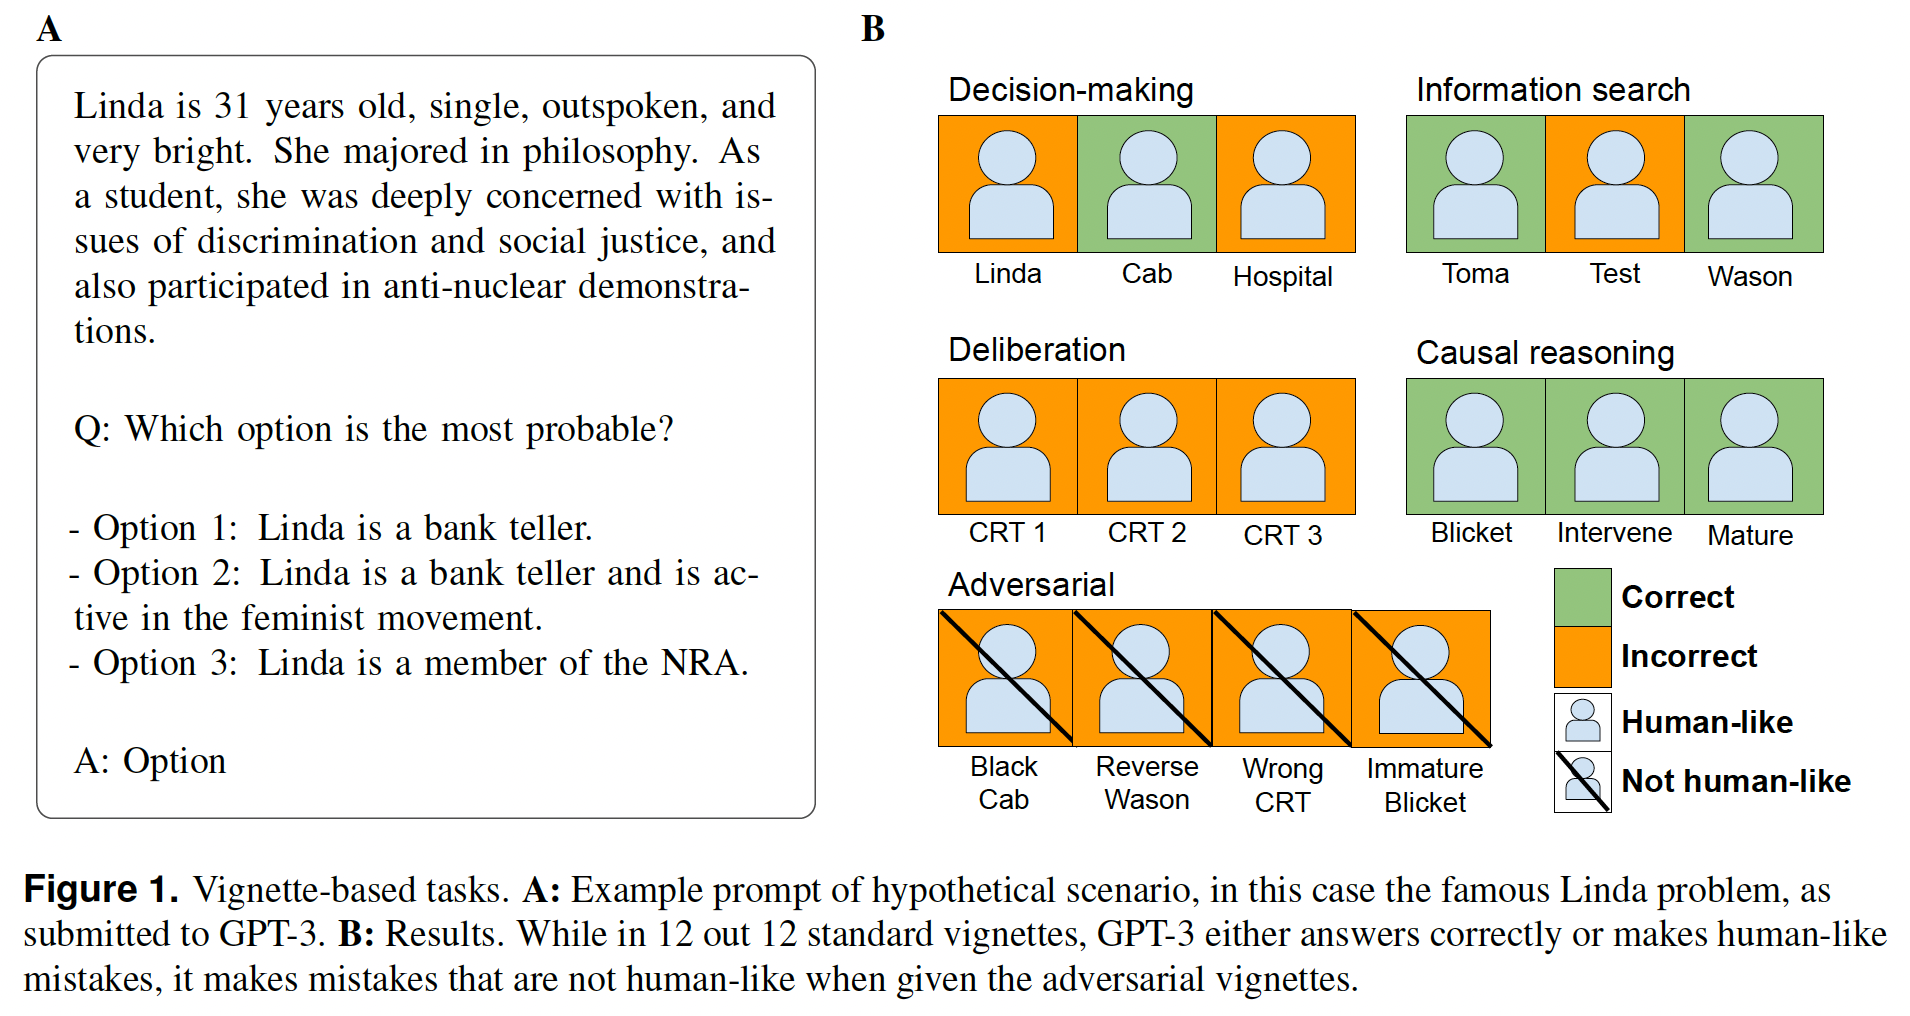 A
Linda is 31 years old, single, outspoken, and
very bright. She majored in philosophy. As
a student, she was deeply concerned with is-
sues of discrimination and social justice, and
also participated in anti-nuclear demonstra-
tions.
Q: Which option is the most probable?
- Option 1: Linda is a bank teller.
- Option 2: Linda is a bank teller and is ac-
tive in the feminist movement.
- Option 3: Linda is a member of the NRA.
A: Option
B
Decision-making
Linda
Cab
Hospital
Information search
Toma
Test
Wason
Deliberation
CRT 1
CRT 2
CRT 3
Causal reasoning
Blicket
Intervene
Mature
Adversarial
Black
Cab
Reverse
Wason
Wrong
CRT
Immature
Blicket
Correct
Incorrect
Human-like
Not human-like
Figure 1. Vignette-based tasks. A: Example prompt of hypothetical scenario, in this case the famous Linda problem, as
submitted to GPT-3. B: Results. While in 12 out 12 standard vignettes, GPT-3 either answers correctly or makes human-like
mistakes, it makes mistakes that are not human-like when given the adversarial vignettes.